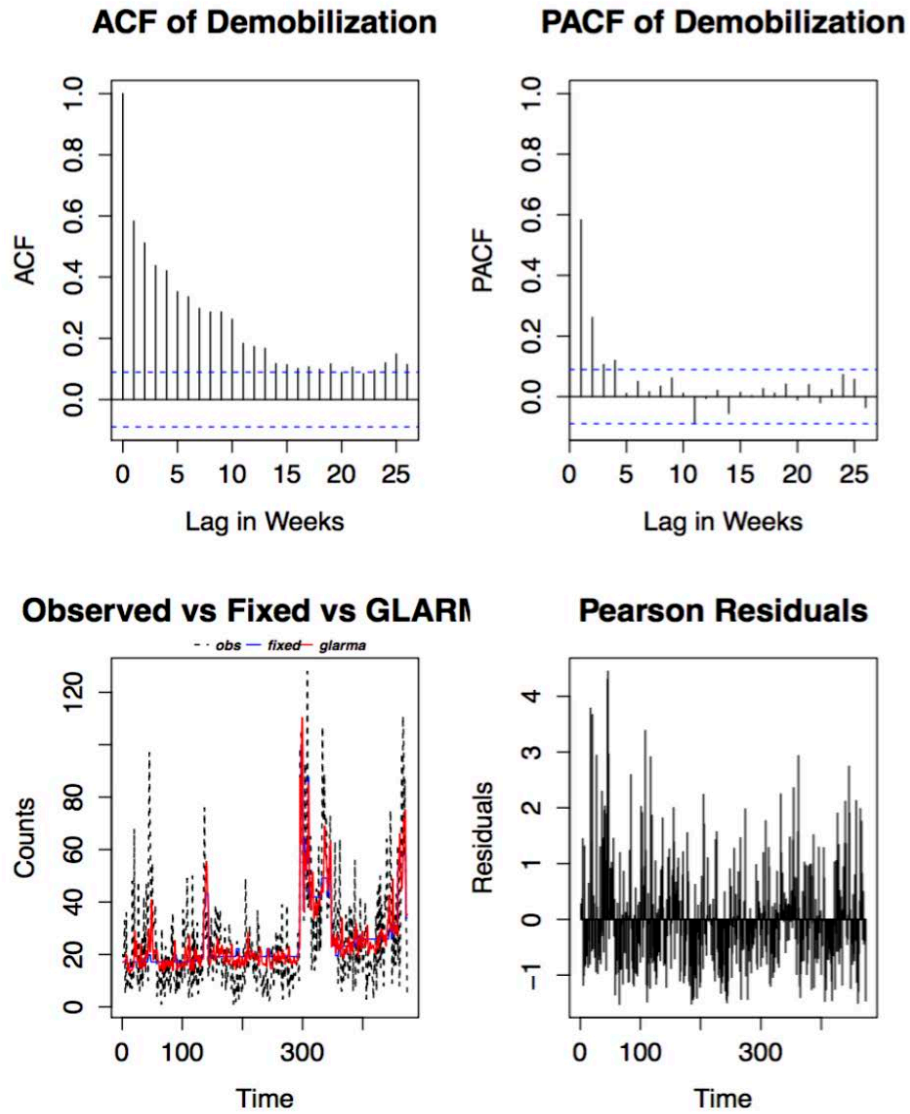 ACF of Demobilization
1.0
0.8
0.6
0.4
0.2
0.0
ACF
0 5 10 15 20 25
Lag in Weeks
PACF of Demobilization
1.0
0.8
0.6
0.4
0.2
0.0
PACF
0 5 10 15 20 25
Lag in Weeks
Observed vs Fixed vs GLARM
obs fixed glarma
120
80
60
40
20
0
Counts
0 100 300
Time
Pearson Residuals
4
3
2
1
0
−1
Residuals
0 100 300
Time